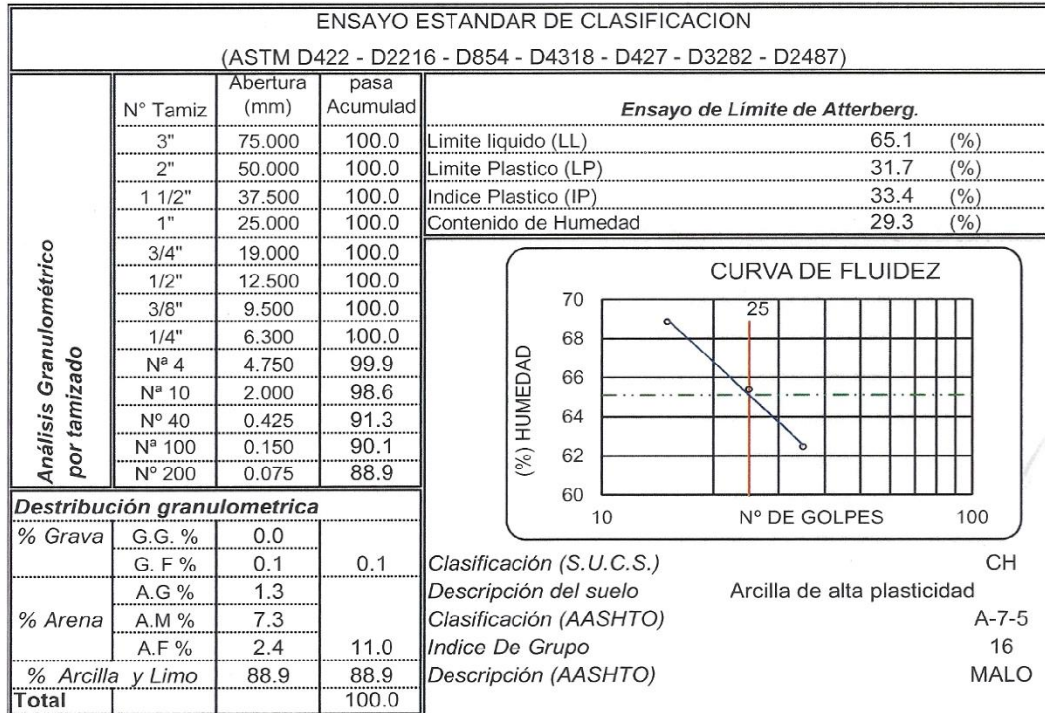 ENSAYO ESTANDAR DE CLASIFICACION
(ASTM D422 - D2216 - D854 - D4318 - D427 - D3282 - D2487)
Análisis Granulométrico
por tamizado
N° Tamiz Abertura (mm) pasa Acumulad
3" 75.000 100.0
2" 50.000 100.0
1 1/2" 37.500 100.0
1" 25.000 100.0
3/4" 19.000 100.0
1/2" 12.500 100.0
3/8" 9.500 100.0
1/4" 6.300 100.0
Nª 4 4.750 99.9
Nª 10 2.000 98.6
Nº 40 0.425 91.3
Nª 100 0.150 90.1
Nº 200 0.075 88.9
Ensayo de Límite de Atterberg.
Limite liquido (LL) 65.1 (%)
Limite Plastico (LP) 31.7 (%)
Indice Plastico (IP) 33.4 (%)
Contenido de Humedad 29.3 (%)
CURVA DE FLUIDEZ
(%) HUMEDAD
70
68
66
64
62
60
25
10 Nº DE GOLPES 100
Destribución granulometrica
% Grava G.G. % 0.0
G. F % 0.1 0.1
A.G % 1.3
% Arena A.M % 7.3
A.F % 2.4 11.0
% Arcilla y Limo 88.9 88.9
Total 100.0
Clasificación (S.U.C.S.) CH
Descripción del suelo Arcilla de alta plasticidad
Clasificación (AASHTO) A-7-5
Indice De Grupo 16
Descripción (AASHTO) MALO